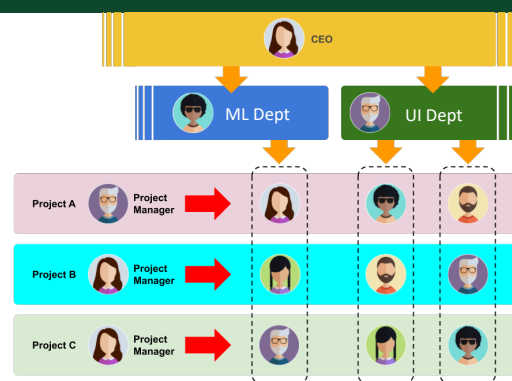 CEO
ML Dept
UI Dept
Project A
Project
Manager
Project B
Project
Manager
Project C
Project
Manager